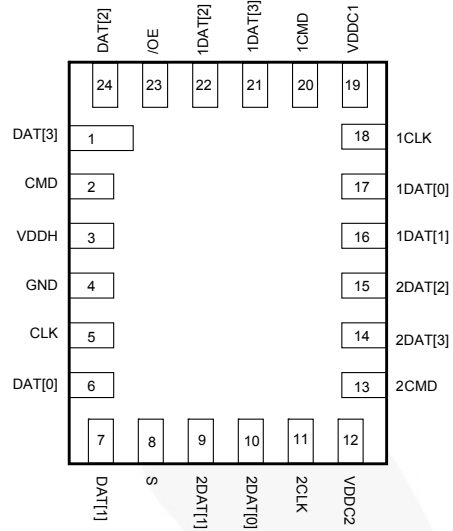 DAT[2]
/OE
1DAT[2]
1DAT[3]
1CMD
VDDC1
24
23
22
21
20
19
DAT[3]
1
18
1CLK
CMD
2
17
1DAT[0]
VDDH
3
16
1DAT[1]
GND
4
15
2DAT[2]
CLK
5
14
2DAT[3]
DAT[0]
6
13
2CMD
7
8
9
10
11
12
DAT[1]
S
2DAT[1]
2DAT[0]
2CLK
VDDC2